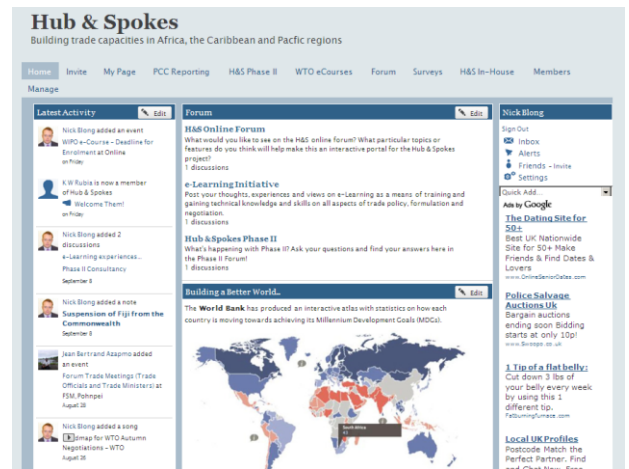 Hub & Spokes
Building trade capacities in Africa, the Caribbean and Pacfic regions
Home Invite My Page PCC Reporting H&S Phase II WTO eCourses Forum Surveys H&S In-House Members
Manage
Latest Activity Edit
Nick Blong added an event
WIPO e-Course - Deadline for
Enrolment at Online
on Friday
K W Rubia is now a member
of Hub & Spokes
Welcome Them!
on Friday
Nick Blong added 2
discussions
e-Learning experiences...
Phase II Consultancy
September 8
Nick Blong added a note
Suspension of Fiji from the
Commonwealth
September 8
Jean Bertrand Azapmo added
an event
Forum Trade Meetings (Trade
Officials and Trade Ministers) at
FSM, Pohnpei
August 28
Nick Blong added a song
dmap for WTO Autumn
Negotiations - WTO
August 26
Forum Edit
H&S Online Forum
What would you like to see on the H&S online forum? What particular topics or
features do you think will help make this an interactive portal for the Hub & Spokes
project?
1 discussions
e-Learning Initiative
Post your thoughts, experiences and views on e-Learning as a means of training and
gaining technical knowledge and skills on all aspects of trade policy, formulation and
negotiation.
2 discussions
Hub & Spokes Phase II
What's happening with Phase II? Ask your questions and find your answers here in
the Phase II Forum!
1 discussions
Building a Better World... Edit
The World Bank has produced an interactive atlas with statistics on how each
country is moving towards achieving its Millennium Development Goals (MDGs).
South Africa
Nick Blong
Sign Out
Inbox
Alerts
Friends - Invite
Settings
Quick Add...
Ads by Google
The Dating Site for
50+
Best UK Nationwide
Site for 50+ Make
Friends & Find Dates &
Lovers
www.OnlineSeniorDates.com
Police Salvage
Auctions Uk
Bargain auctions
ending soon Bidding
starts at only 10p!
www.Swoopo.co.uk
1 Tip of a flat belly:
Cut down 3 lbs of
your belly every week
by using this 1
different tip.
FatBurningFurnace.com
Local UK Profiles
Postcode Match the
Perfect Partner. Find
and Chat Now. Free